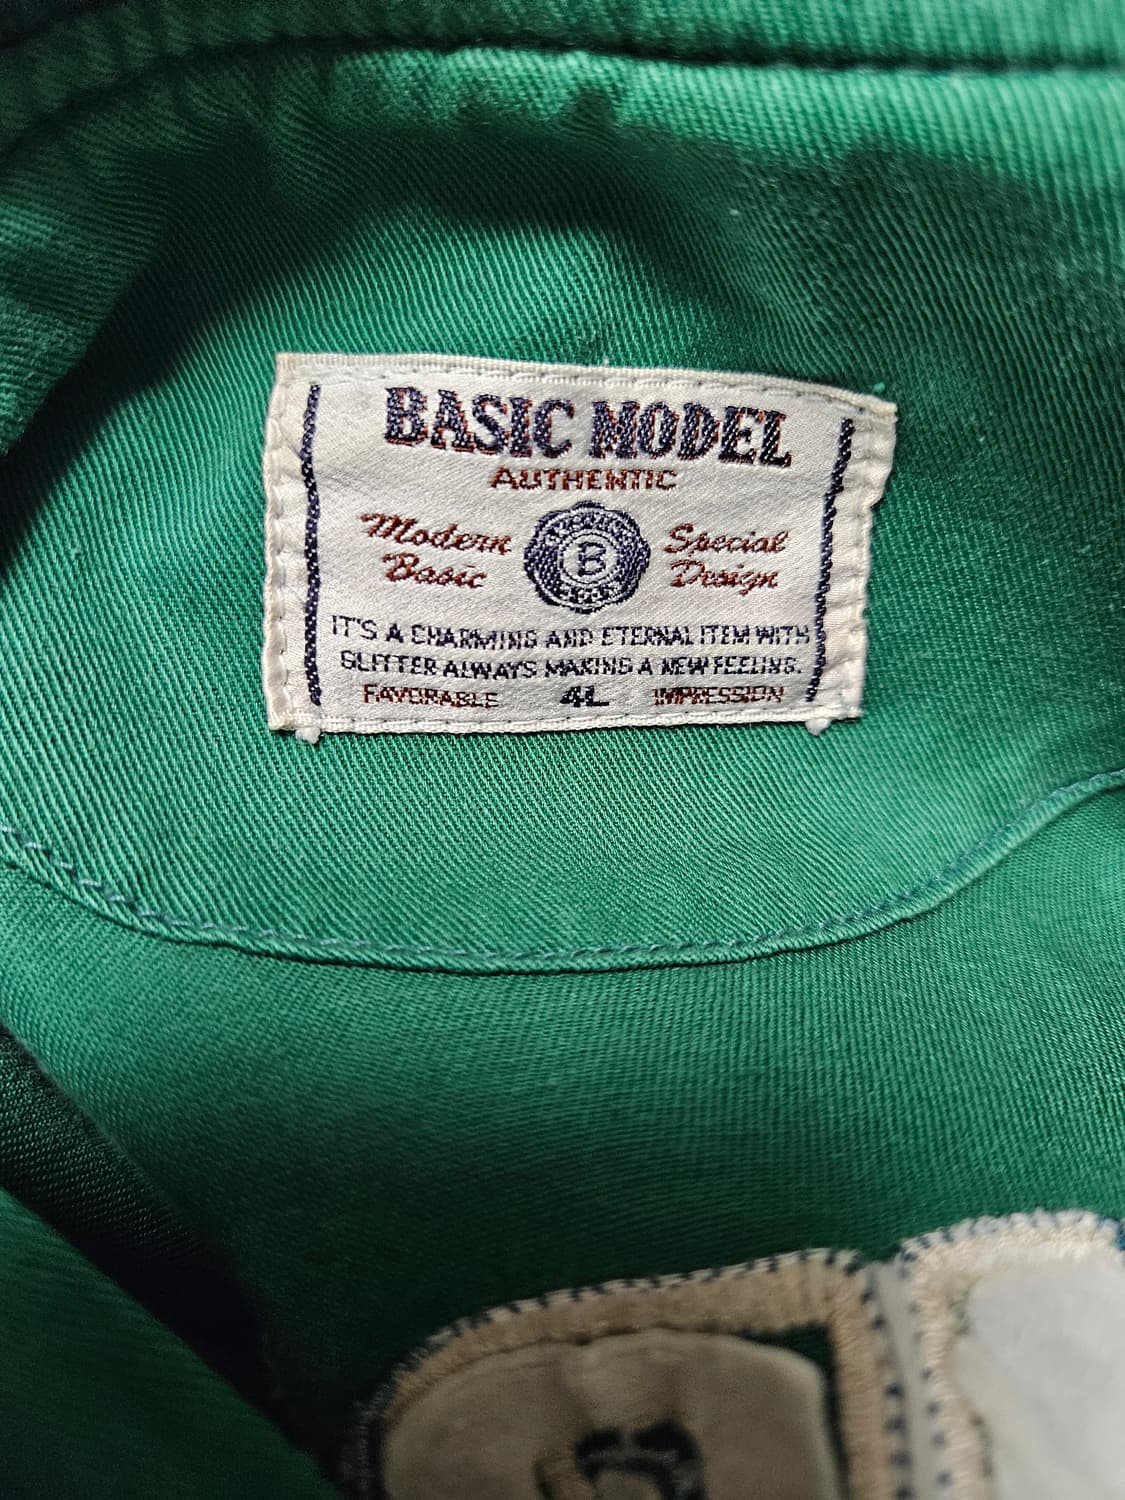 BASIC MODEL
AUTHENTIC
Modern Basic
B
Special Design
IT'S A CHARMING AND ETERNAL ITEM WITH
GLITTER ALWAYS MAKING A NEW FEELING.
FAVORABLE 4L IMPRESSION